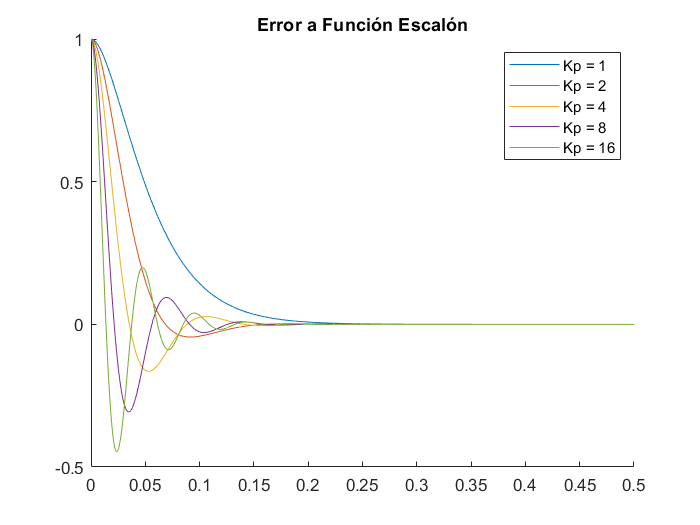 Error a Función Escalón
1
0.5
0
-0.5
0 0.05 0.1 0.15 0.2 0.25 0.3 0.35 0.4 0.45 0.5
Kp = 1
Kp = 2
Kp = 4
Kp = 8
Kp = 16